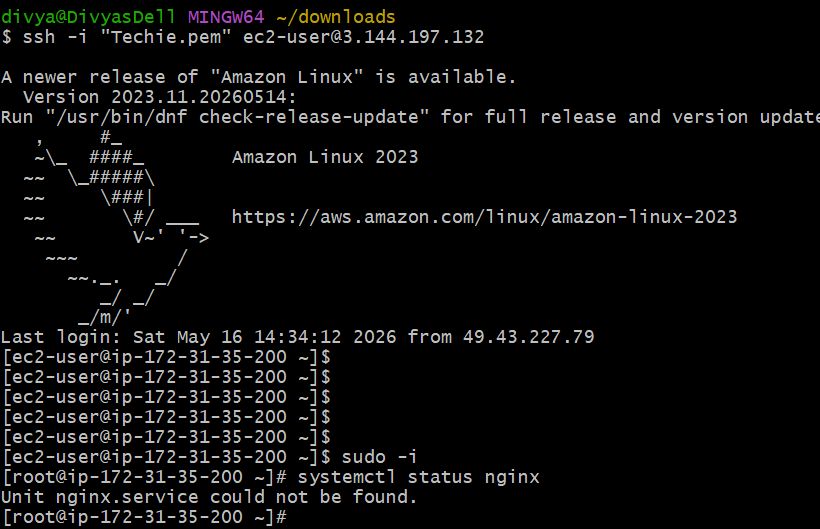 divya@DivyasDell MINGW64 ~/downloads
$ ssh -i "Techie.pem" ec2-user@3.144.197.132

A newer release of "Amazon Linux" is available.
  Version 2023.11.20260514:
Run "/usr/bin/dnf check-release-update" for full release and version update
   ,     #_
   ~\_  ####_        Amazon Linux 2023
  ~~  \_#####\
  ~~     \###|
  ~~       \#/ ___   https://aws.amazon.com/linux/amazon-linux-2023
   ~~       V~' '->
    ~~~         /
      ~~._.   _/
         _/ _/
       _/m/'
Last login: Sat May 16 14:34:12 2026 from 49.43.227.79
[ec2-user@ip-172-31-35-200 ~]$
[ec2-user@ip-172-31-35-200 ~]$
[ec2-user@ip-172-31-35-200 ~]$
[ec2-user@ip-172-31-35-200 ~]$
[ec2-user@ip-172-31-35-200 ~]$
[ec2-user@ip-172-31-35-200 ~]$ sudo -i
[root@ip-172-31-35-200 ~]# systemctl status nginx
Unit nginx.service could not be found.
[root@ip-172-31-35-200 ~]#